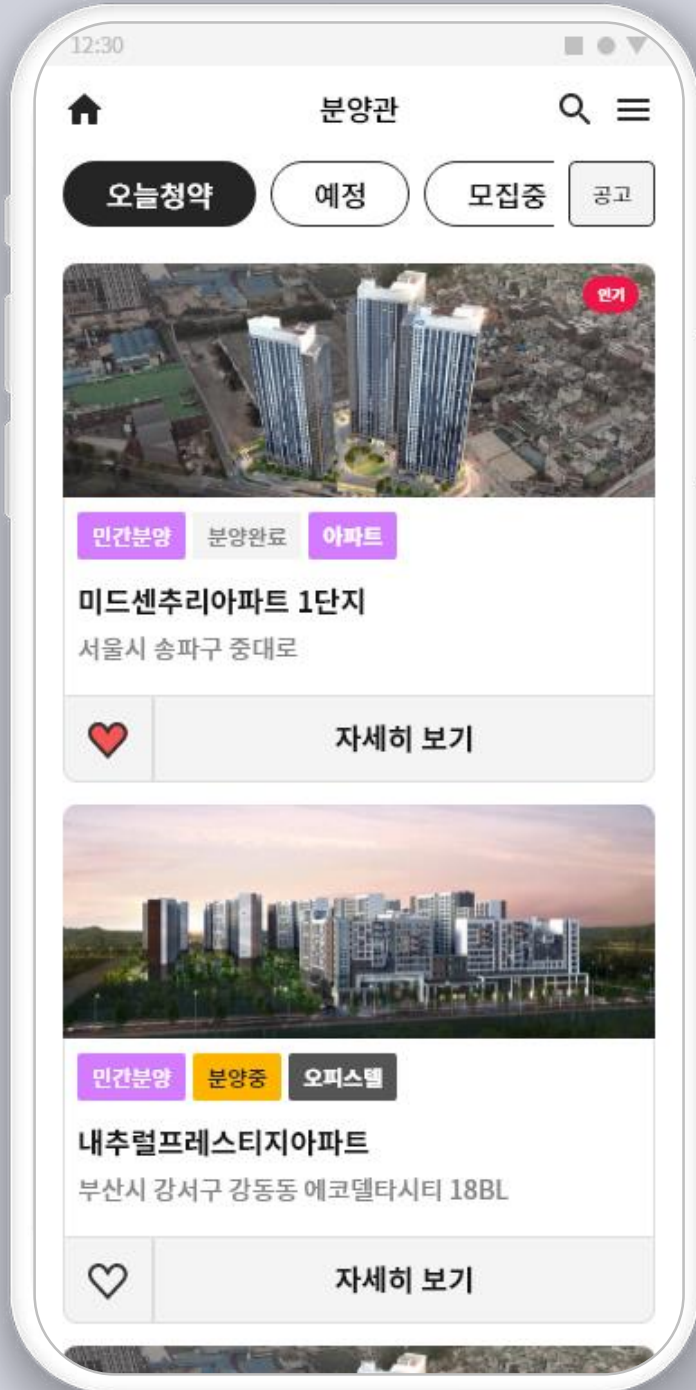 12:30
분양관
오늘청약 예정 모집중 공고
인기
민간분양 분양완료 아파트
미드센추리아파트 1단지
서울시 송파구 중대로
자세히 보기
민간분양 분양중 오피스텔
내추럴프레스티지아파트
부산시 강서구 강동동 에코델타시티 18BL
자세히 보기